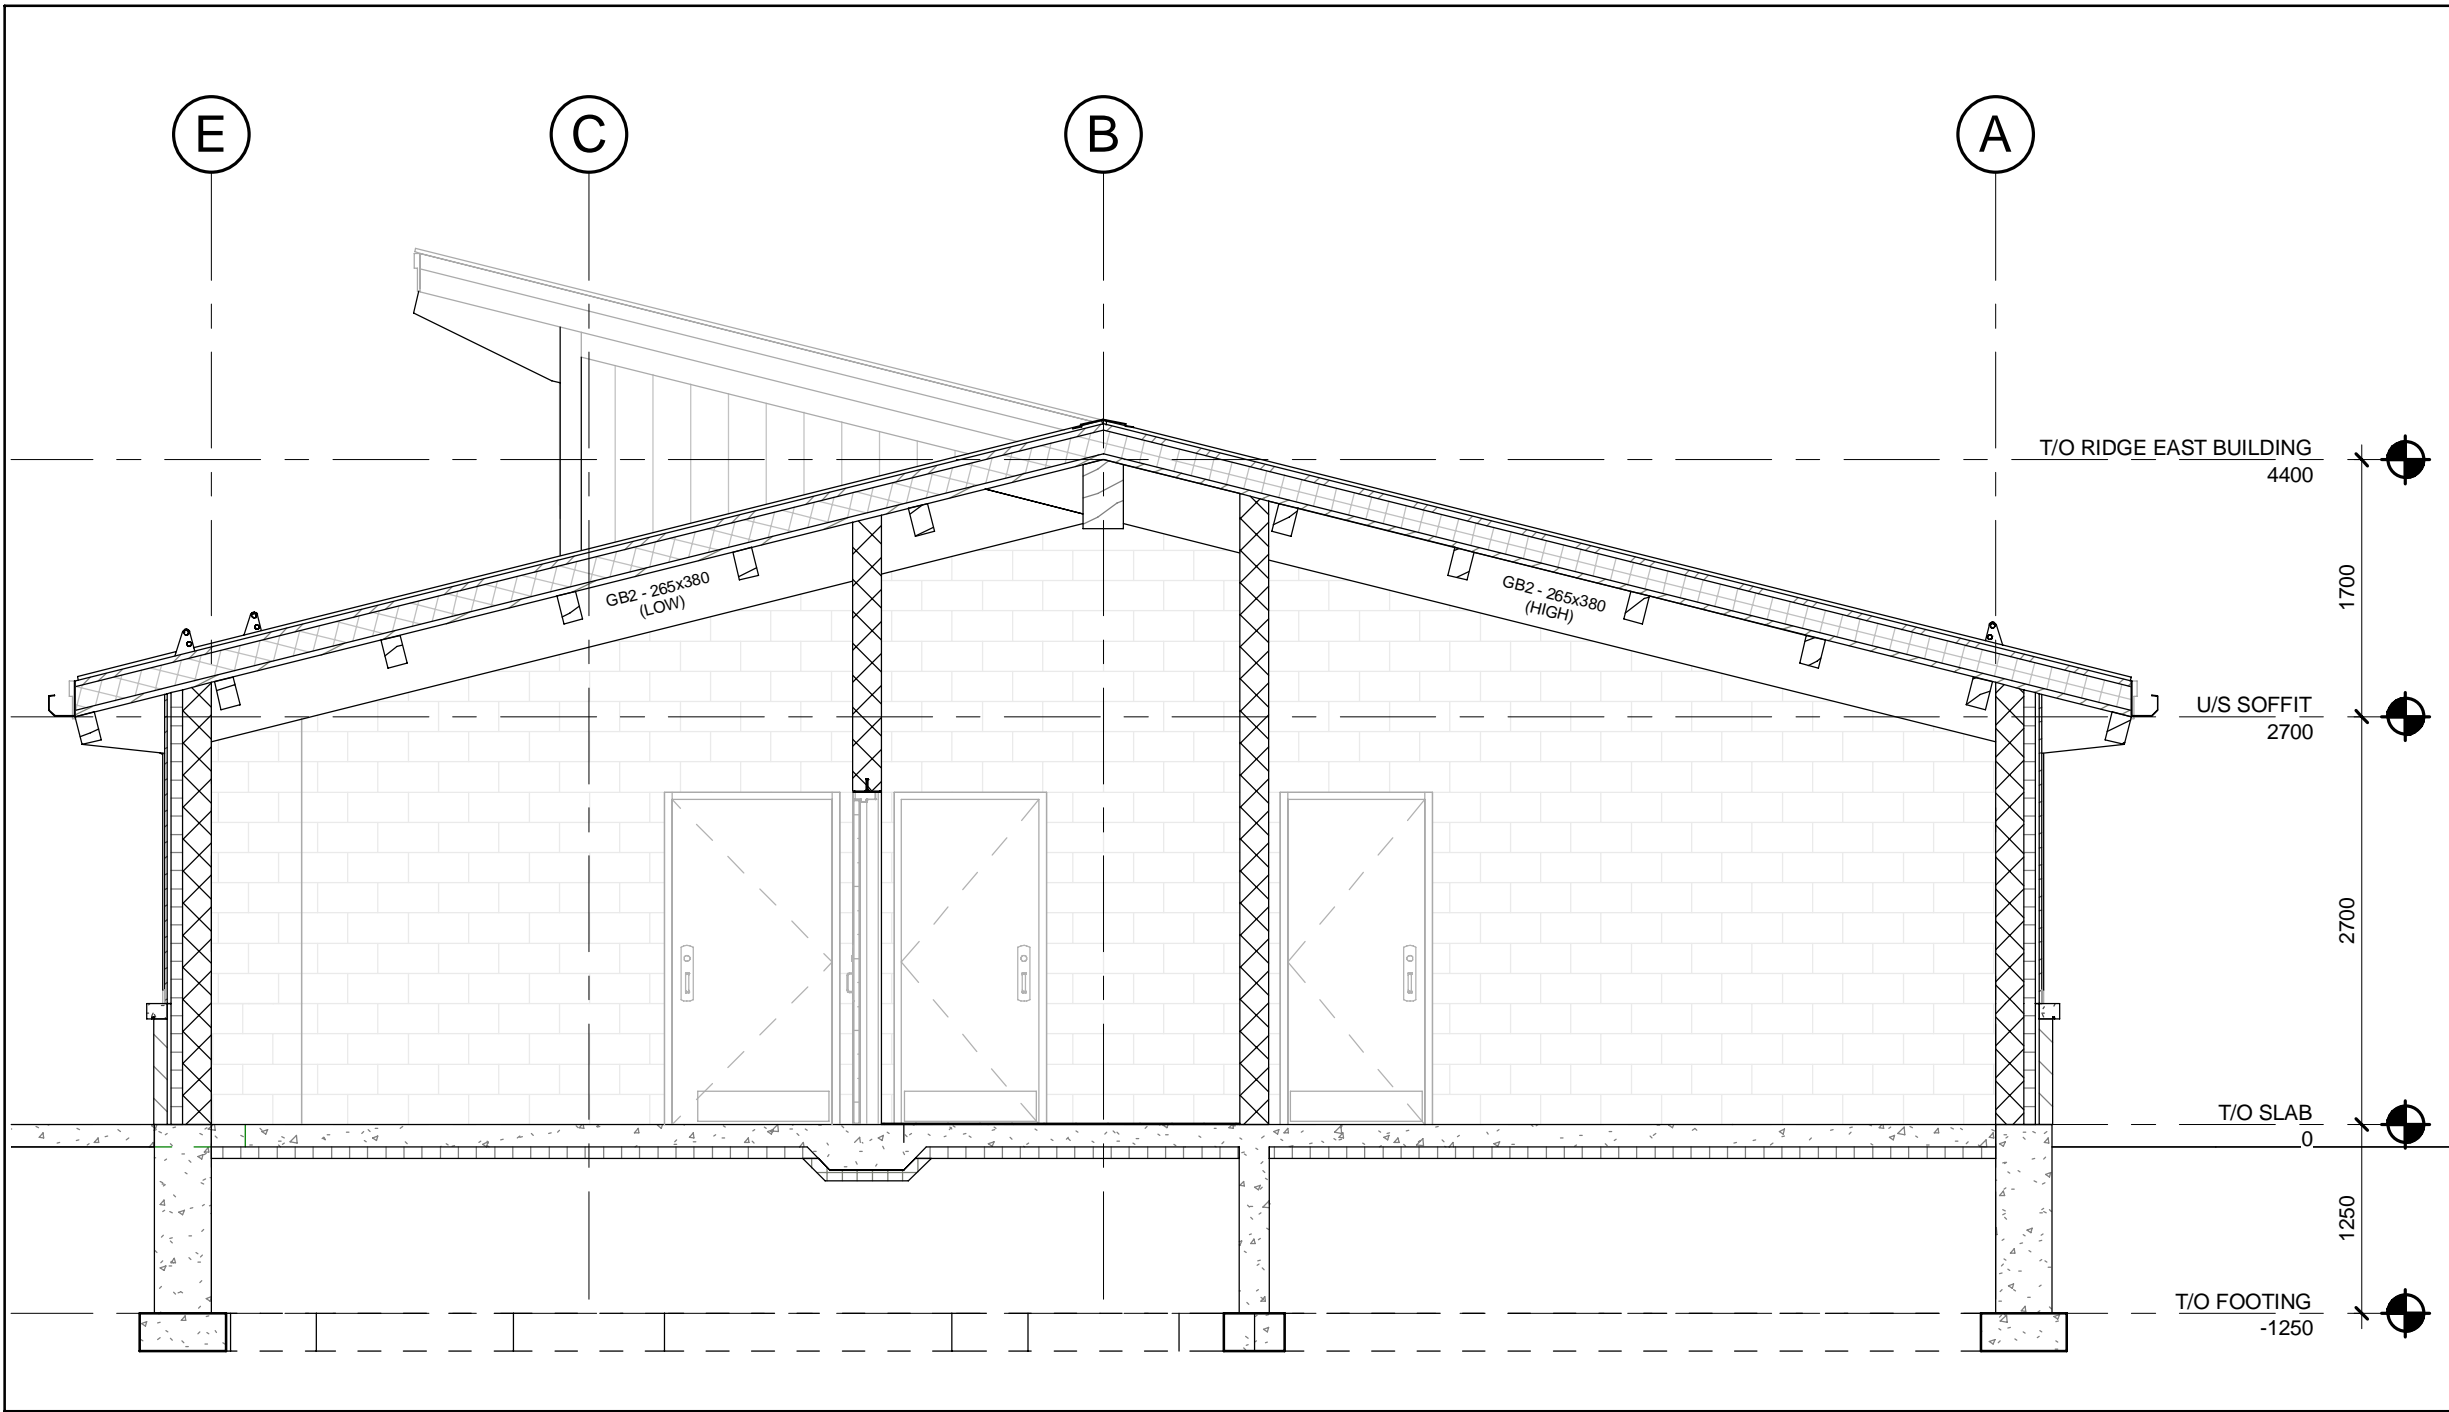 E
C
B
A
T/O RIDGE EAST BUILDING
4400
1700
GB2 - 265x380
(LOW)
GB2 - 265x380
(HIGH)
U/S SOFFIT
2700
2700
T/O SLAB
0
1250
T/O FOOTING
-1250